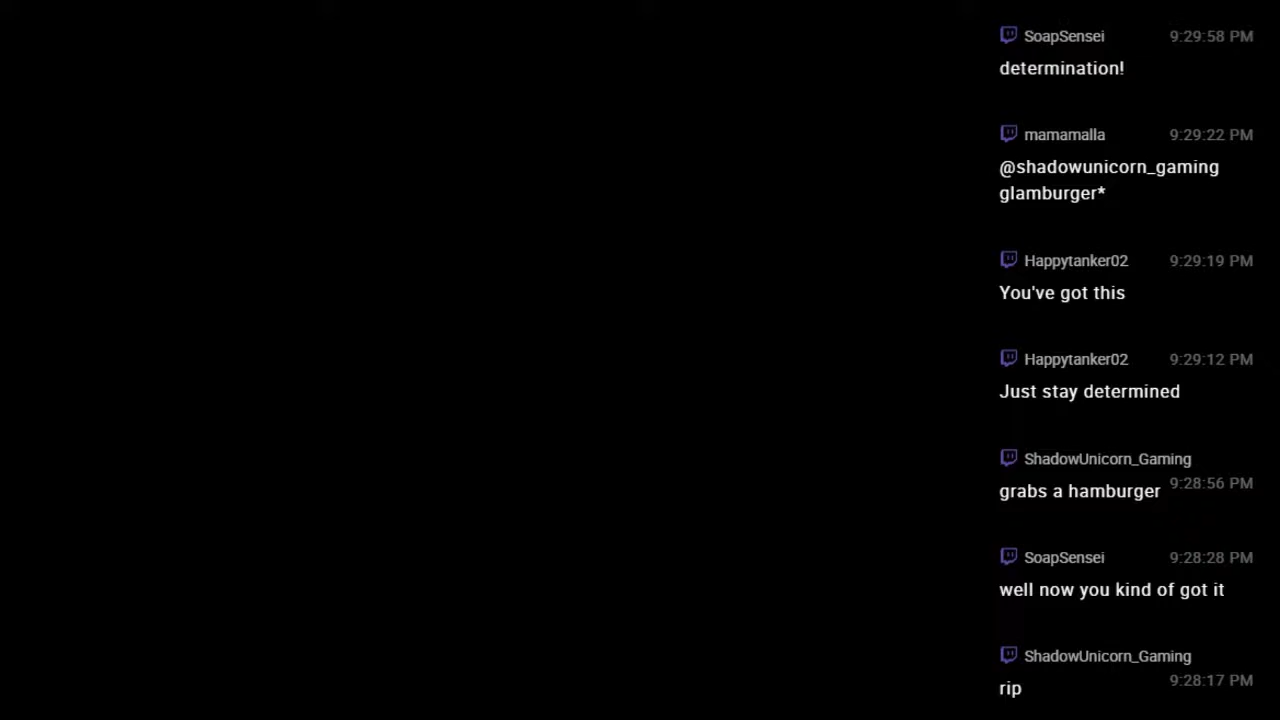 SoapSensei 9:29:58 PM
determination!
mamamalla 9:29:22 PM
@shadowunicorn_gaming
glamburger*
Happytanker02 9:29:19 PM
You've got this
Happytanker02 9:29:12 PM
Just stay determined
ShadowUnicorn_Gaming
9:28:56 PM
grabs a hamburger
SoapSensei 9:28:28 PM
well now you kind of got it
ShadowUnicorn_Gaming
9:28:17 PM
rip